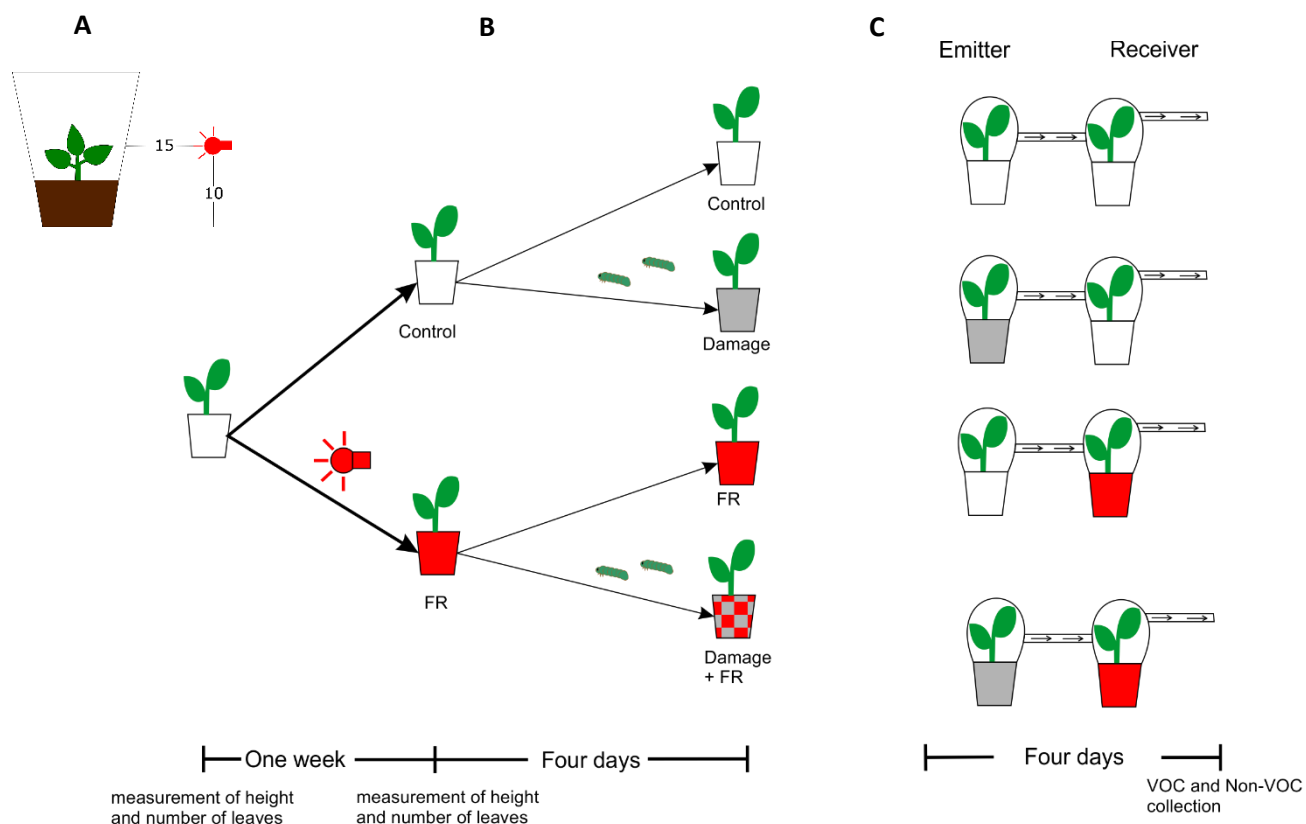 A
15
10
B
Control
FR
Control
Damage
FR
Damage
+ FR
One week
Four days
measurement of height
and number of leaves
measurement of height
and number of leaves
C
Emitter
Receiver
Four days
VOC and Non-VOC
collection